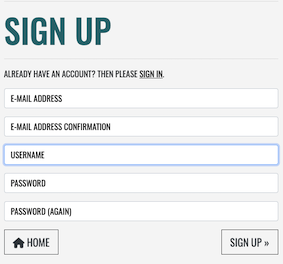 SIGN UP
ALREADY HAVE AN ACCOUNT? THEN PLEASE SIGN IN.
E-MAIL ADDRESS
E-MAIL ADDRESS CONFIRMATION
USERNAME
PASSWORD
PASSWORD (AGAIN)
HOME SIGN UP »